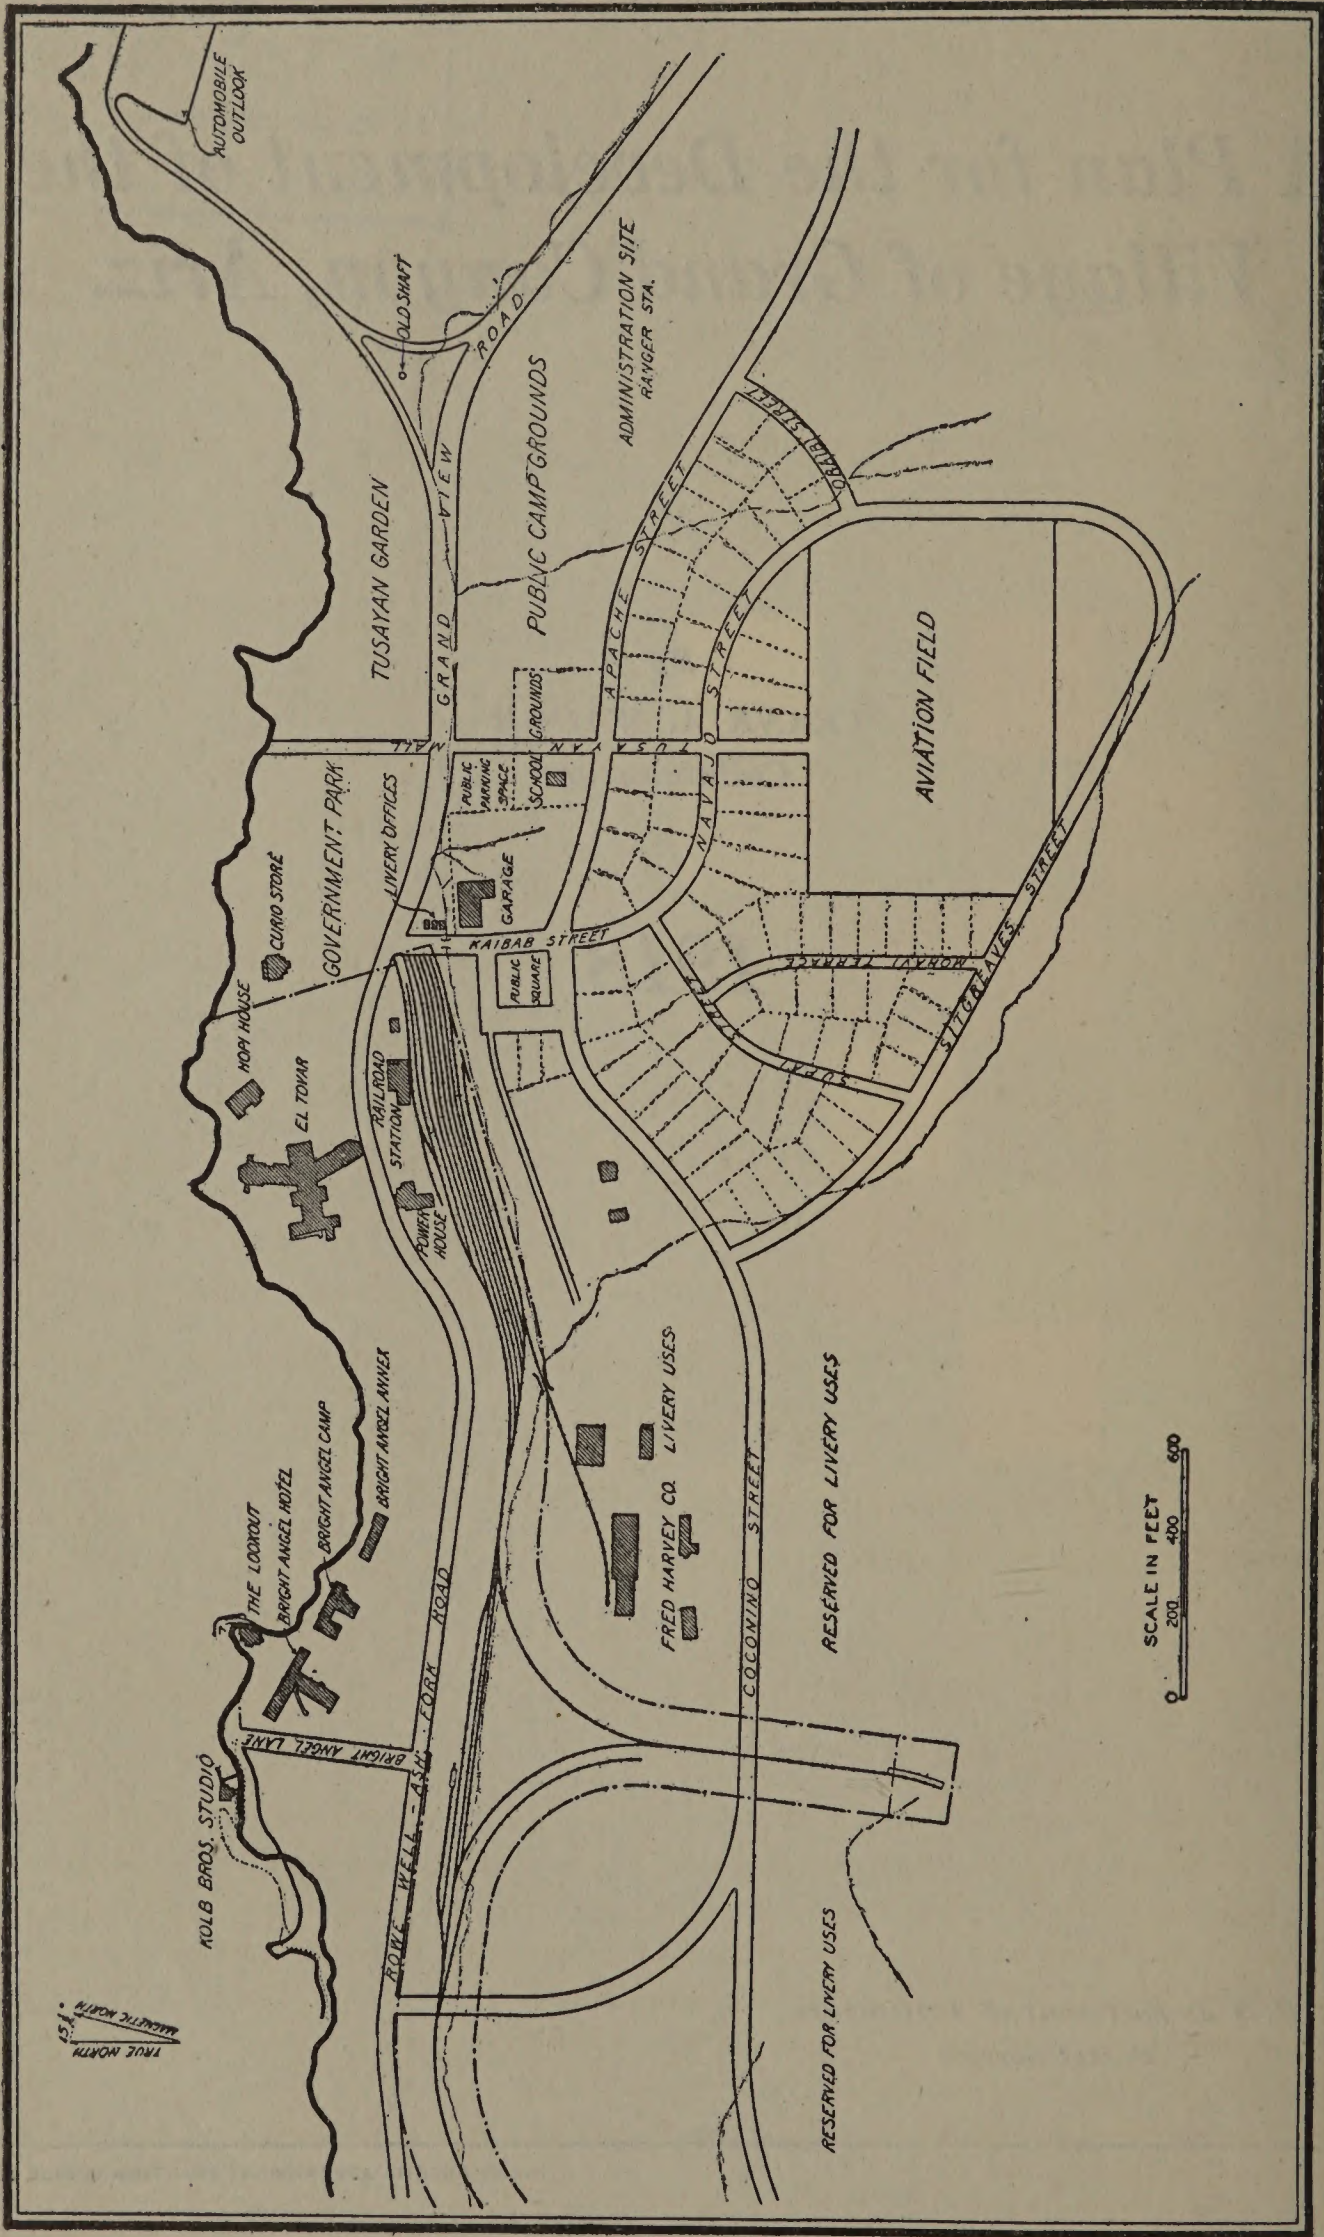 AUTOMOBILE
OUTLOOK
OLD SHAFT
ROAD
TUSAYAN GARDEN
GRAND VIEW
PUBLIC CAMP GROUNDS
ADMINISTRATION SITE
RANGER STA.
APACHE STREET
ORAIBI STREET
NAVAJO STREET
AVIATION FIELD
TUSAYAN MALL
SCHOOL GROUNDS
PUBLIC
PARKING
SPACE
GOVERNMENT PARK
LIVERY OFFICES
GARAGE
KAIBAB STREET
PUBLIC
SQUARE
CURIO STORE
HOPI HOUSE
EL TOVAR
RAILROAD
STATION
POWER
HOUSE
MOHAVI TERRACE
SUPAI STREET
SITGREAVES STREET
BRIGHT ANGEL ANNEX
BRIGHT ANGEL CAMP
BRIGHT ANGEL HOTEL
THE LOOKOUT
KOLB BROS. STUDIO
BRIGHT ANGEL LANE
ROWE WELL - ASH FORK ROAD
FRED HARVEY CO. LIVERY USES
COCONINO STREET
RESERVED FOR LIVERY USES
RESERVED FOR LIVERY USES
SCALE IN FEET
0 200 400 600
TRUE NORTH
MAGNETIC NORTH
Plan for the Development
Village of Grand Canyon